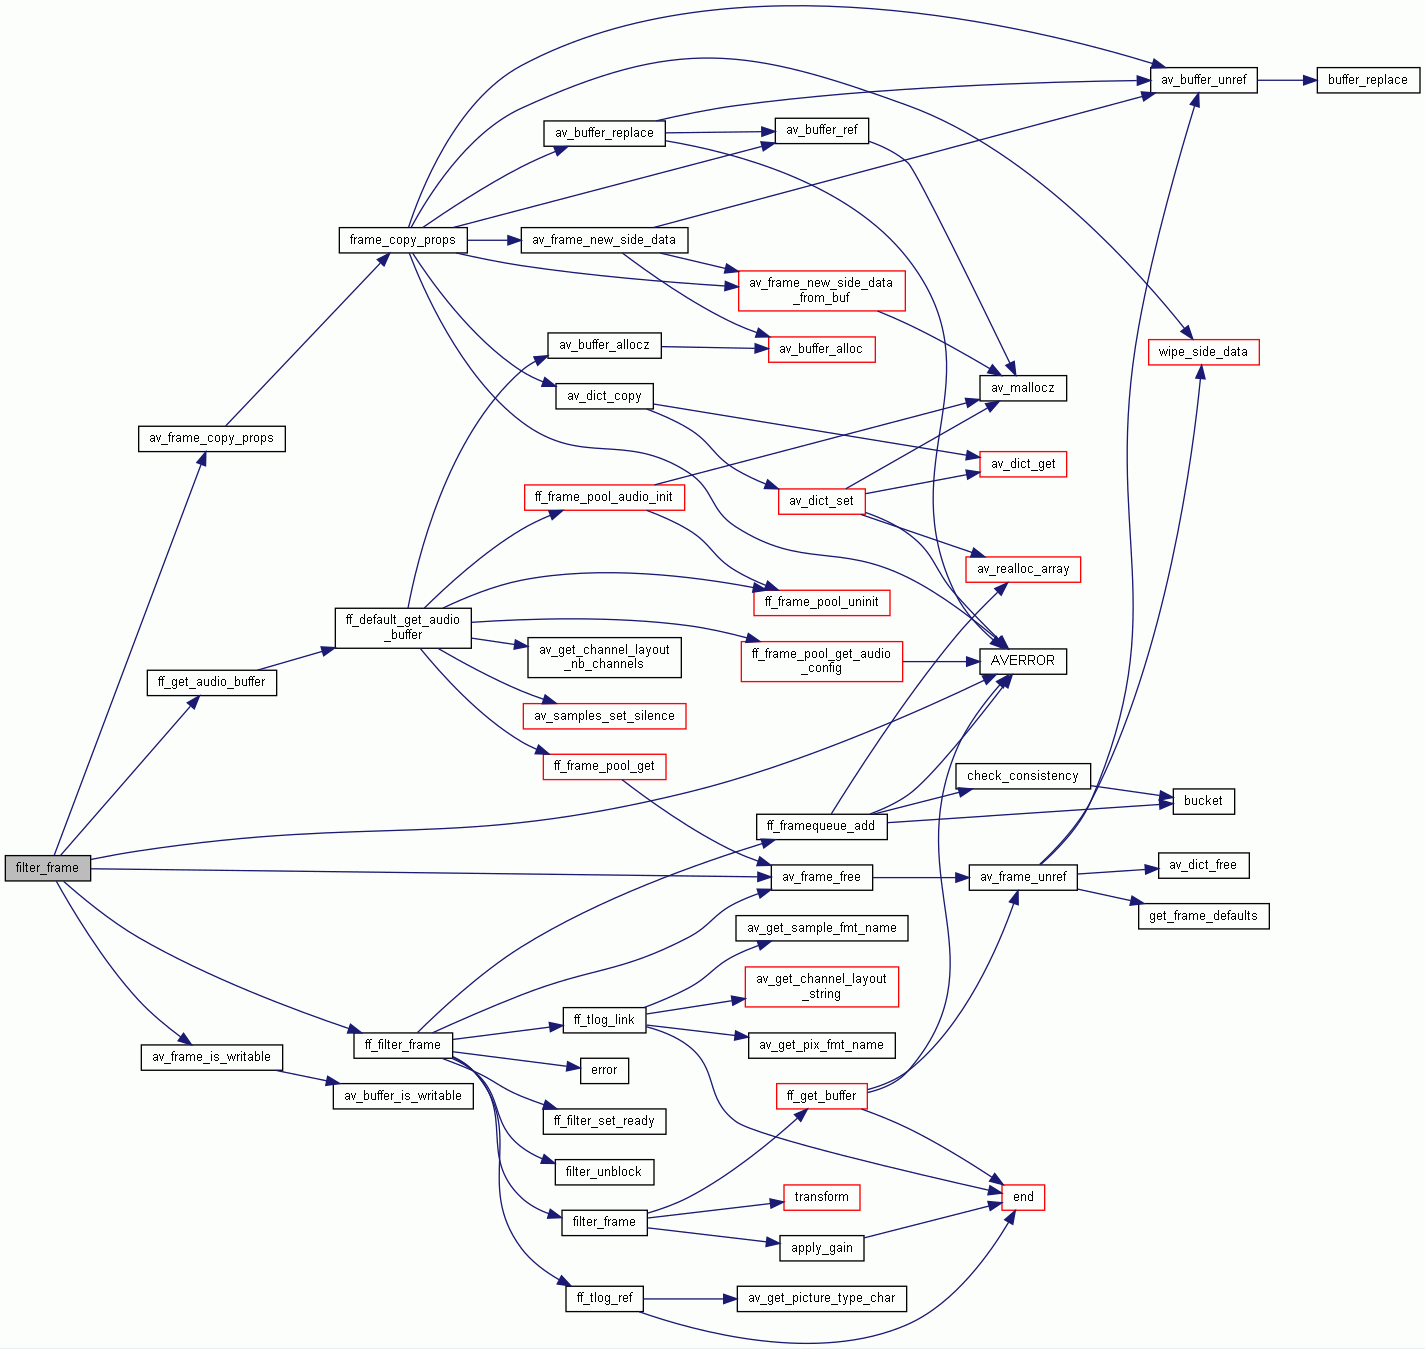 av_buffer_unref
buffer_replace
av_buffer_replace
av_buffer_ref
frame_copy_props
av_frame_new_side_data
av_frame_new_side_data
_from_buf
av_buffer_allocz
av_buffer_alloc
wipe_side_data
av_mallocz
av_dict_copy
av_frame_copy_props
av_dict_get
ff_frame_pool_audio_init
av_dict_set
av_realloc_array
ff_frame_pool_uninit
ff_default_get_audio
_buffer
av_get_channel_layout
_nb_channels
ff_frame_pool_get_audio
_config
AVERROR
ff_get_audio_buffer
av_samples_set_silence
ff_frame_pool_get
check_consistency
bucket
ff_framequeue_add
filter_frame
av_frame_free
av_frame_unref
av_dict_free
get_frame_defaults
av_get_sample_fmt_name
av_get_channel_layout
_string
ff_tlog_link
ff_filter_frame
av_get_pix_fmt_name
av_frame_is_writable
error
av_buffer_is_writable
ff_get_buffer
ff_filter_set_ready
filter_unblock
transform
end
filter_frame
apply_gain
ff_tlog_ref
av_get_picture_type_char